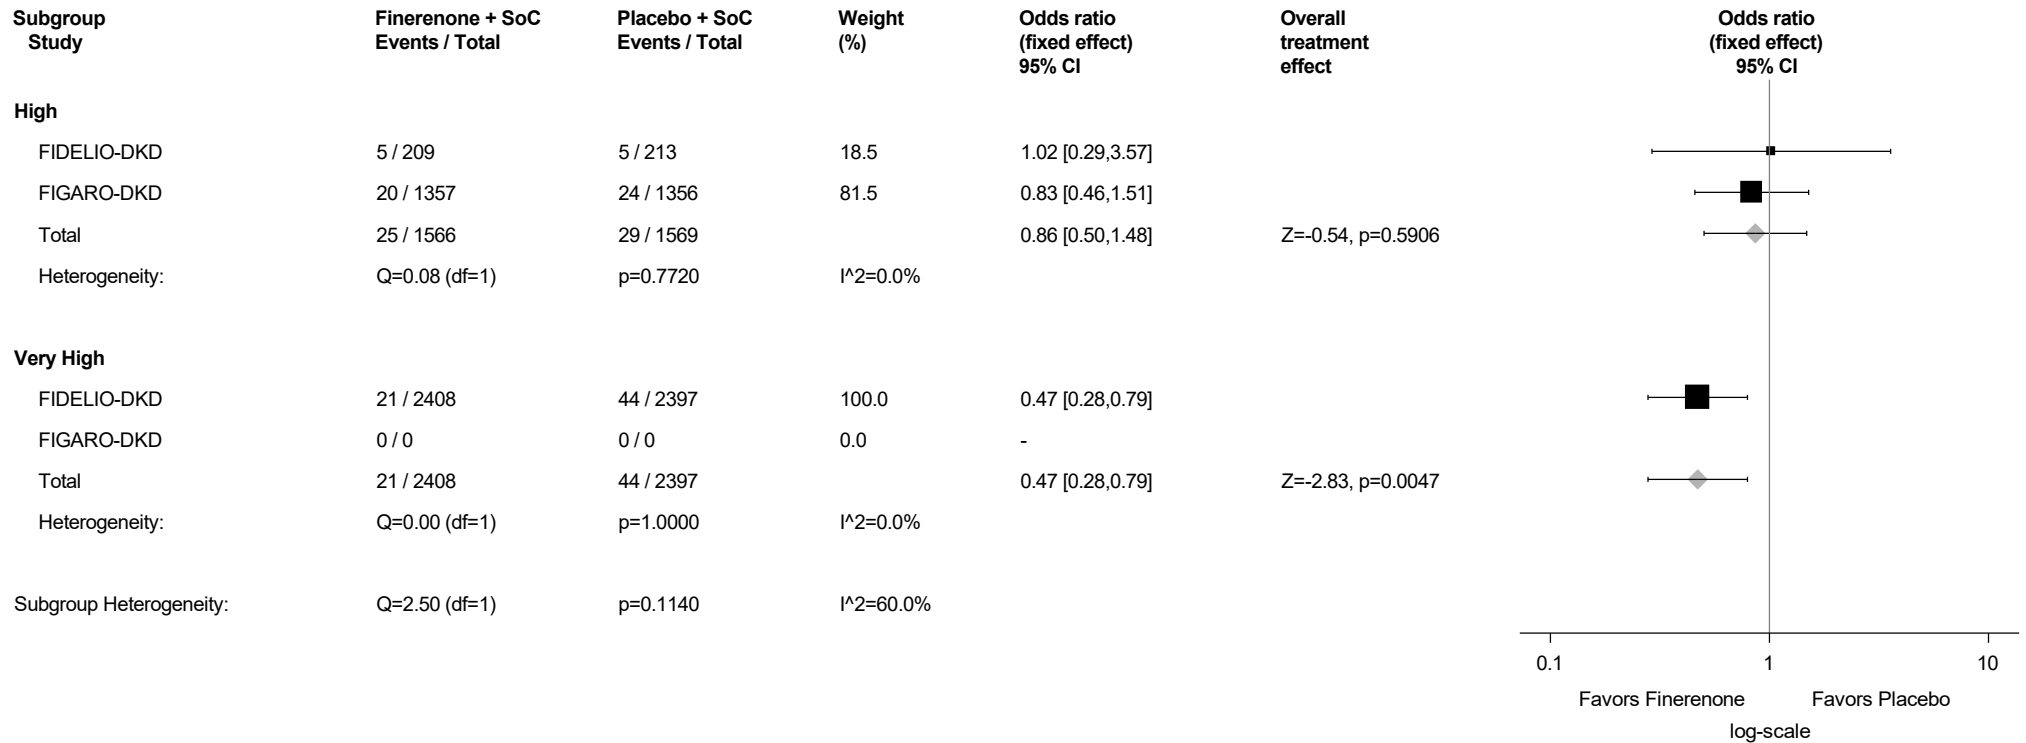 Subgroup Finerenone + SoC Placebo + SoC Weight Odds ratio Overall Odds ratio
Study Events / Total Events / Total (%) (fixed effect) treatment (fixed effect)
95% CI effect 95% CI
High
FIDELIO-DKD 5 / 209 5 / 213 18.5 1.02 [0.29,3.57]
FIGARO-DKD 20 / 1357 24 / 1356 81.5 0.83 [0.46,1.51]
Total 25 / 1566 29 / 1569 0.86 [0.50,1.48] Z=-0.54, p=0.5906
Heterogeneity: Q=0.08 (df=1) p=0.7720 I^2=0.0%
Very High
FIDELIO-DKD 21 / 2408 44 / 2397 100.0 0.47 [0.28,0.79]
FIGARO-DKD 0 / 0 0 / 0 0.0 -
Total 21 / 2408 44 / 2397 0.47 [0.28,0.79] Z=-2.83, p=0.0047
Heterogeneity: Q=0.00 (df=1) p=1.0000 I^2=0.0%
Subgroup Heterogeneity: Q=2.50 (df=1) p=0.1140 I^2=60.0%
0.1 1 10
Favors Finerenone Favors Placebo
log-scale